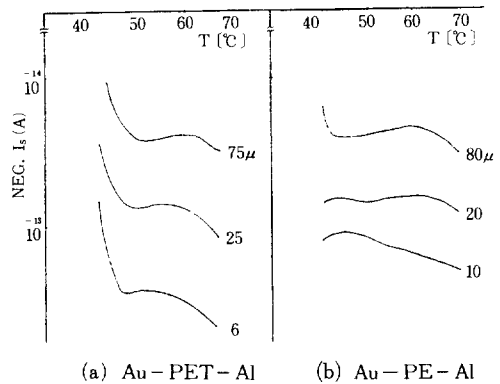 40 50 60 70 40 50 60 70
T [℃] T [℃]
10⁻¹⁴
NEG. Iₛ (A)
75μ
80μ
20
10⁻¹³
25
10
6
(a) Au-PET-Al (b) Au-PE-Al